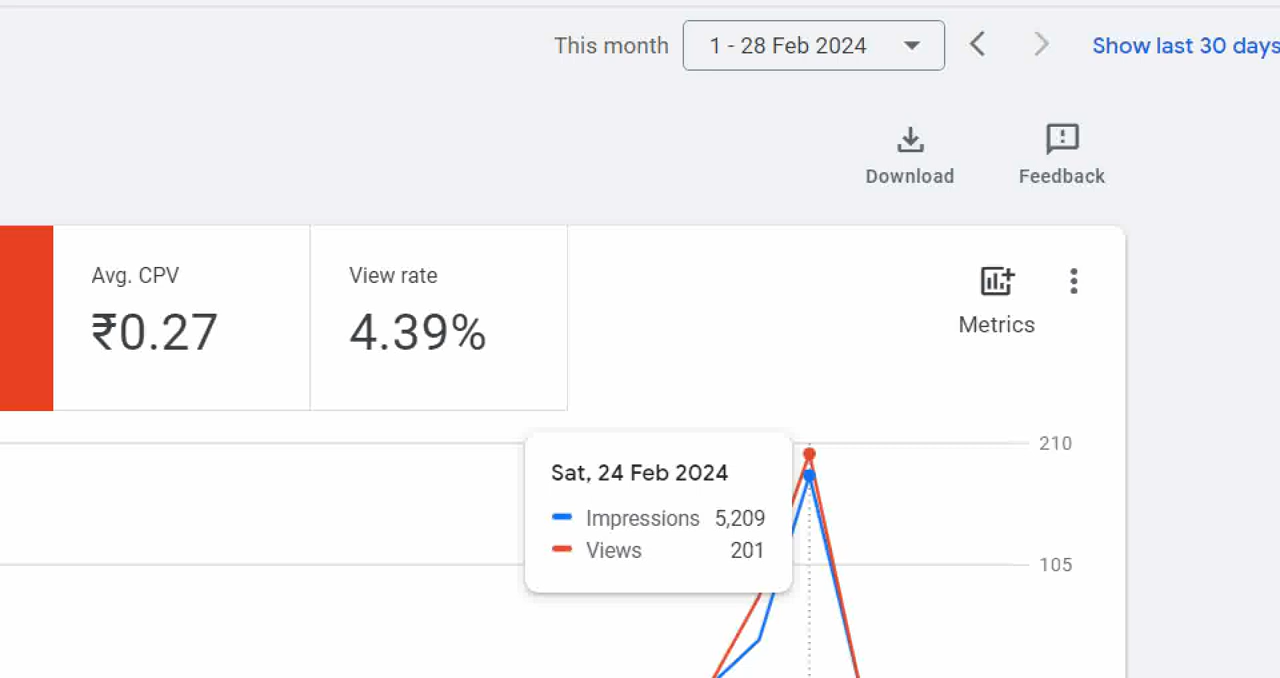 This month 1 - 28 Feb 2024 Show last 30 days
Download Feedback
Avg. CPV View rate
₹0.27 4.39%
Metrics
210
Sat, 24 Feb 2024
Impressions 5,209
Views 201
105